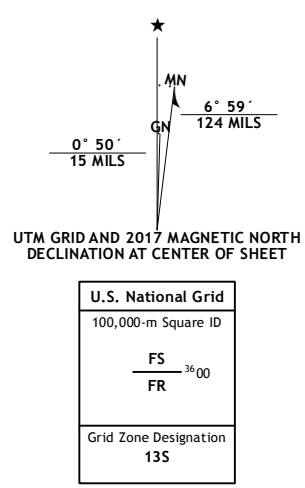 ★
MN
6° 59´
124 MILS
GN
0° 50´
15 MILS
UTM GRID AND 2017 MAGNETIC NORTH
DECLINATION AT CENTER OF SHEET
U.S. National Grid
100,000-m Square ID
FS
³⁶00
FR
Grid Zone Designation
13S